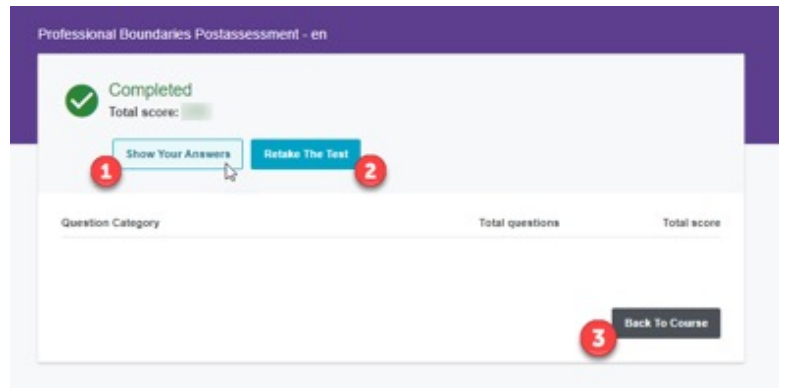 Professional Boundaries Postassessment - en
Completed
Total score:
Show Your Answers Retake The Test
1 2
Question Category Total questions Total score
Back To Course
3